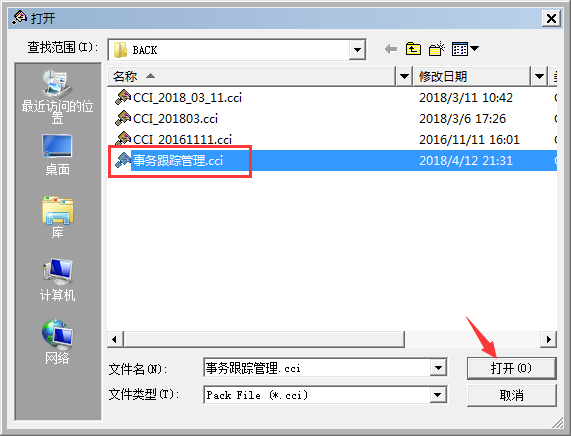 打开
查找范围(I):
BACK
名称
修改日期
CCI_2018_03_11.cci
2018/3/11 10:42
CCI_201803.cci
2018/3/6 17:26
CCI_20161111.cci
2016/11/11 16:01
事务跟踪管理.cci
2018/4/12 21:31
最近访问的位
置
桌面
库
计算机
网络
文件名(N):
事务跟踪管理.cci
打开(O)
文件类型(T):
Pack File (*.cci)
取消